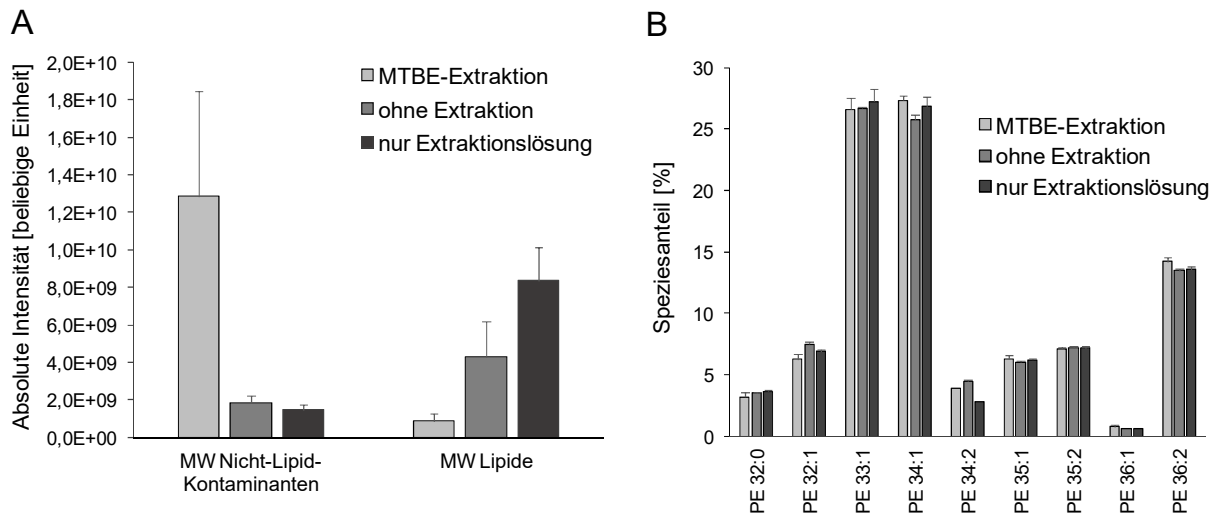 A
Absolute Intensität [beliebige Einheit]
2,0E+10
1,8E+10
1,6E+10
1,4E+10
1,2E+10
1,0E+10
8,0E+09
6,0E+09
4,0E+09
2,0E+09
0,0E+00
MTBE-Extraktion
ohne Extraktion
nur Extraktionslösung
MW Nicht-Lipid-
Kontaminanten
MW Lipide
B
Speziesanteil [%]
30
25
20
15
10
5
0
MTBE-Extraktion
ohne Extraktion
nur Extraktionslösung
PE 32:0
PE 32:1
PE 33:1
PE 34:1
PE 34:2
PE 35:1
PE 35:2
PE 36:1
PE 36:2